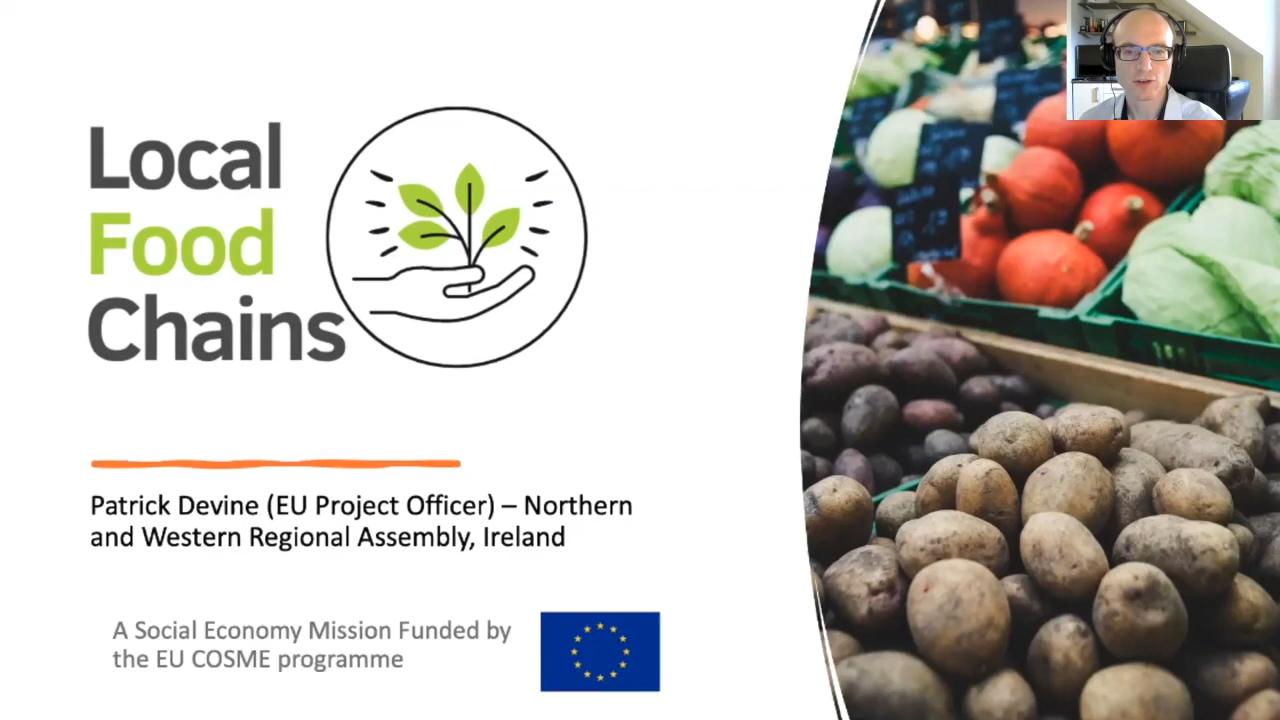 Local
Food
Chains
Patrick Devine (EU Project Officer) – Northern
and Western Regional Assembly, Ireland
A Social Economy Mission Funded by
the EU COSME programme